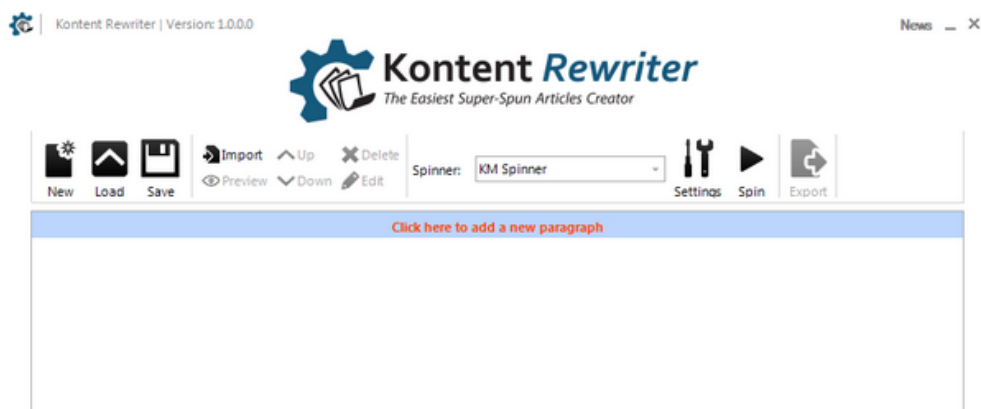 Kontent Rewriter | Version: 1.0.0.0 News
Kontent Rewriter
The Easiest Super-Spun Articles Creator
Import Up Delete
Preview Down Edit
Spinner: KM Spinner
New Load Save Settings Spin Export
Click here to add a new paragraph